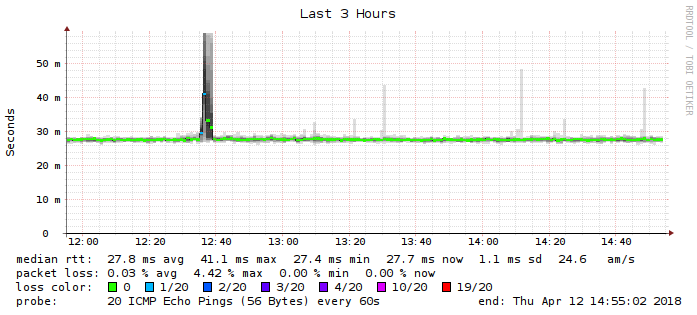 Last 3 Hours
RRDTOOL / TOBI OETIKER
Seconds
50 m
40 m
30 m
20 m
10 m
0
12:00 12:20 12:40 13:00 13:20 13:40 14:00 14:20 14:40
median rtt: 27.8 ms avg 41.1 ms max 27.4 ms min 27.7 ms now 1.1 ms sd 24.6 am/s
packet loss: 0.03 % avg 4.42 % max 0.00 % min 0.00 % now
loss color: 0 1/20 2/20 3/20 4/20 10/20 19/20
probe: 20 ICMP Echo Pings (56 Bytes) every 60s end: Thu Apr 12 14:55:02 2018